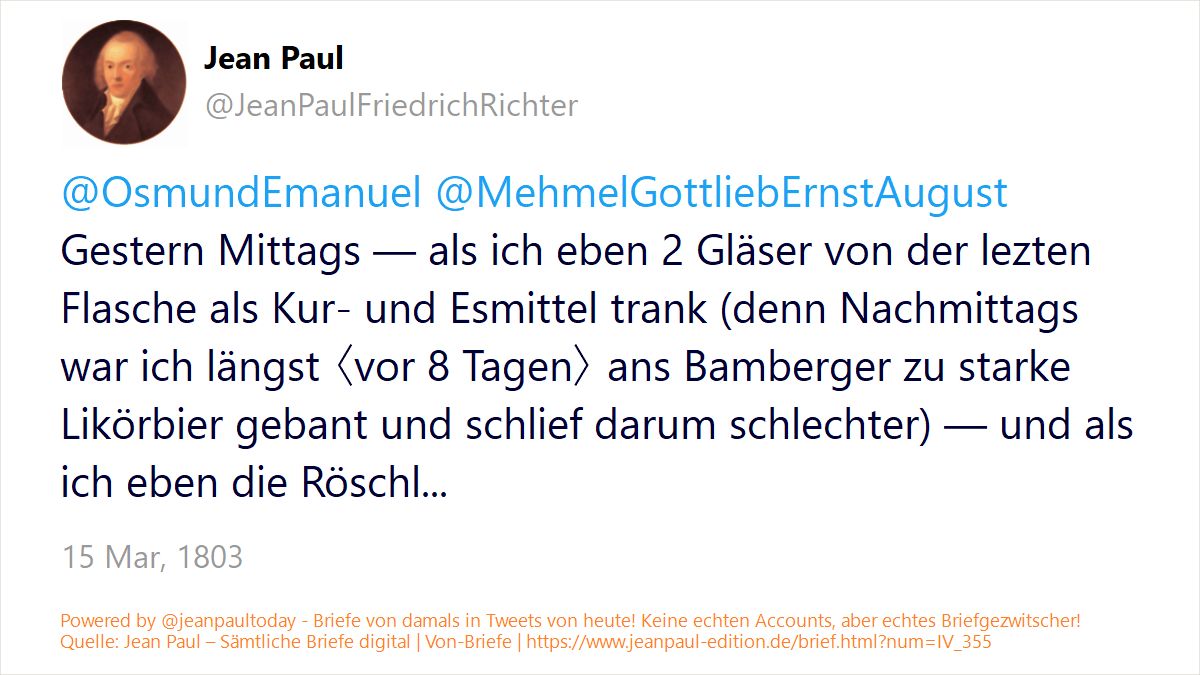 Jean Paul
@JeanPaulFriedrichRichter
@OsmundEmanuel @MehmelGottliebErnstAugust
Gestern Mittags — als ich eben 2 Gläser von der lezten
Flasche als Kur- und Esmittel trank (denn Nachmittags
war ich längst 〈vor 8 Tagen〉 ans Bamberger zu starke
Likörbier gebant und schlief darum schlechter) — und als
ich eben die Röschl...
15 Mar, 1803
Powered by @jeanpaultoday - Briefe von damals in Tweets von heute! Keine echten Accounts, aber echtes Briefgezwitscher!
Quelle: Jean Paul – Sämtliche Briefe digital | Von-Briefe | https://www.jeanpaul-edition.de/brief.html?num=IV_355